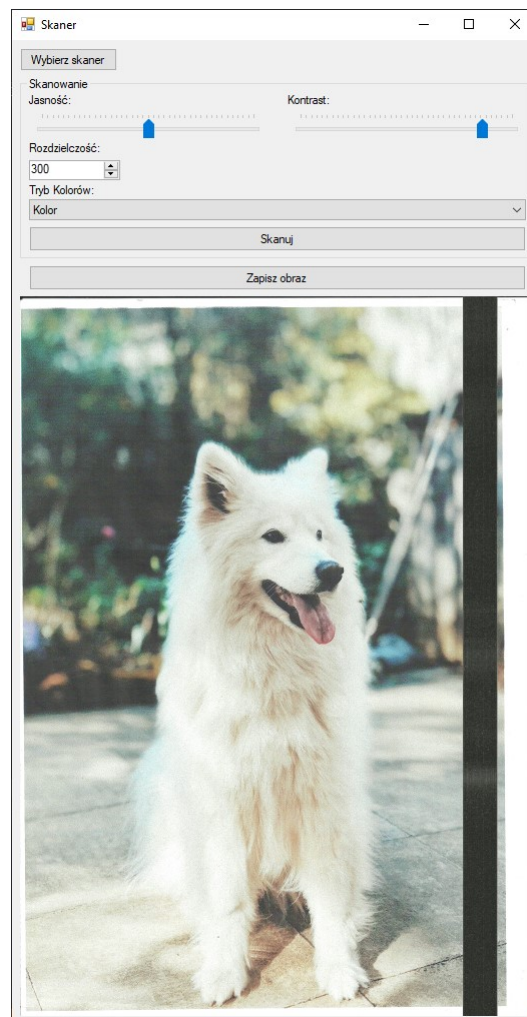 Skaner
Wybierz skaner
Skanowanie
Jasność:
Kontrast:
Rozdzielczość:
300
Tryb Kolorów:
Kolor
Skanuj
Zapisz obraz